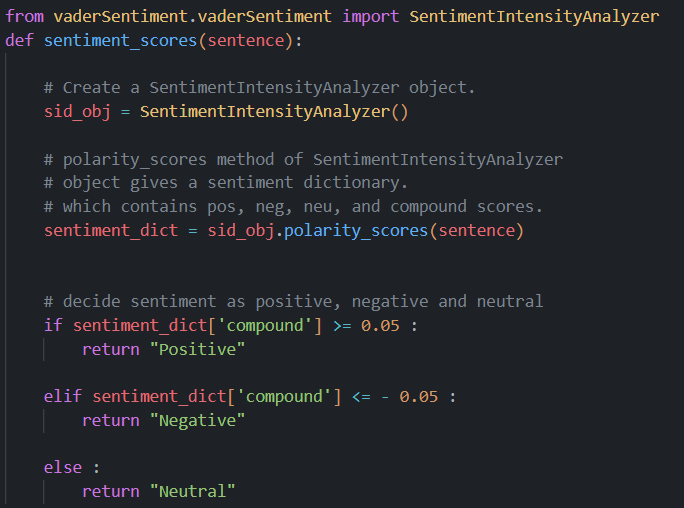 from vaderSentiment.vaderSentiment import SentimentIntensityAnalyzer
def sentiment_scores(sentence):
    # Create a SentimentIntensityAnalyzer object.
    sid_obj = SentimentIntensityAnalyzer()
    # polarity_scores method of SentimentIntensityAnalyzer
    # object gives a sentiment dictionary.
    # which contains pos, neg, neu, and compound scores.
    sentiment_dict = sid_obj.polarity_scores(sentence)
    # decide sentiment as positive, negative and neutral
    if sentiment_dict['compound'] >= 0.05 :
        return "Positive"
    elif sentiment_dict['compound'] <= - 0.05 :
        return "Negative"
    else :
        return "Neutral"